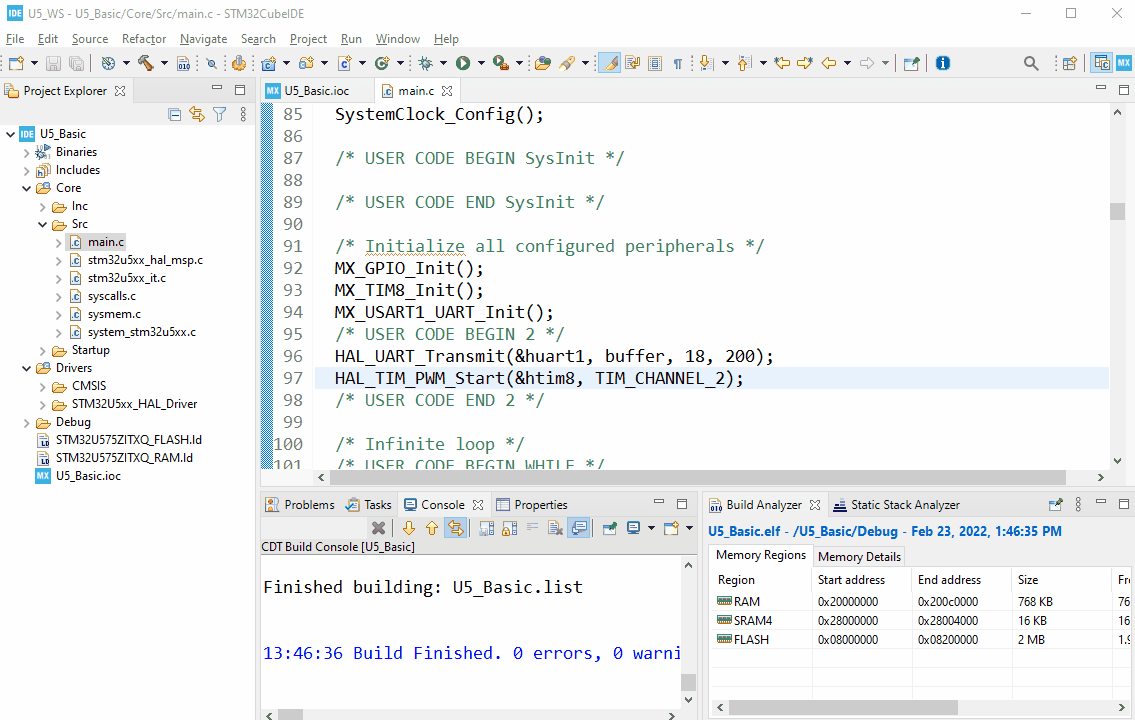 IDE U5_WS - U5_Basic/Core/Src/main.c - STM32CubeIDE
File Edit Source Refactor Navigate Search Project Run Window Help
Project Explorer
IDE U5_Basic
Binaries
Includes
Core
Inc
Src
main.c
stm32u5xx_hal_msp.c
stm32u5xx_it.c
syscalls.c
sysmem.c
system_stm32u5xx.c
Startup
Drivers
CMSIS
STM32U5xx_HAL_Driver
Debug
STM32U575ZITXQ_FLASH.ld
STM32U575ZITXQ_RAM.ld
MX U5_Basic.ioc
MX U5_Basic.ioc main.c
85 SystemClock_Config();
86
87 /* USER CODE BEGIN SysInit */
88
89 /* USER CODE END SysInit */
90
91 /* Initialize all configured peripherals */
92 MX_GPIO_Init();
93 MX_TIM8_Init();
94 MX_USART1_UART_Init();
95 /* USER CODE BEGIN 2 */
96 HAL_UART_Transmit(&huart1, buffer, 18, 200);
97 HAL_TIM_PWM_Start(&htim8, TIM_CHANNEL_2);
98 /* USER CODE END 2 */
99
100 /* Infinite loop */
101 /* USER CODE BEGIN WHILE */
Problems Tasks Console Properties
CDT Build Console [U5_Basic]
Finished building: U5_Basic.list
13:46:36 Build Finished. 0 errors, 0 warni
Build Analyzer Static Stack Analyzer
U5_Basic.elf - /U5_Basic/Debug - Feb 23, 2022, 1:46:35 PM
Memory Regions Memory Details
Region Start address End address Size Fr
RAM 0x20000000 0x200c0000 768 KB 76
SRAM4 0x28000000 0x28004000 16 KB 16
FLASH 0x08000000 0x08200000 2 MB 1.9